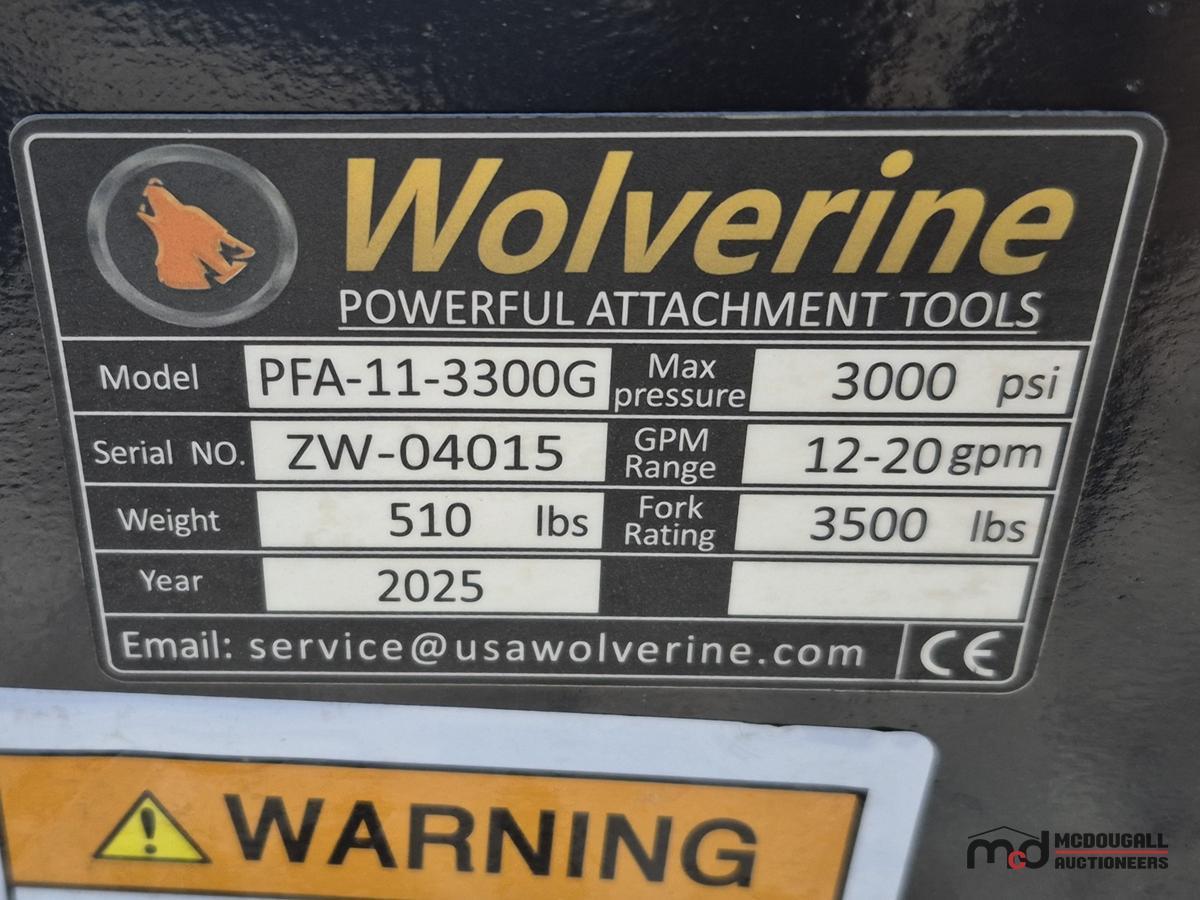 Wolverine
POWERFUL ATTACHMENT TOOLS
Model PFA-11-3300G Max pressure 3000 psi
Serial NO. ZW-04015 GPM Range 12-20 gpm
Weight 510 lbs Fork Rating 3500 lbs
Year 2025
Email: service@usawolverine.com CE
WARNING
mcd MCDOUGALL
AUCTIONEERS